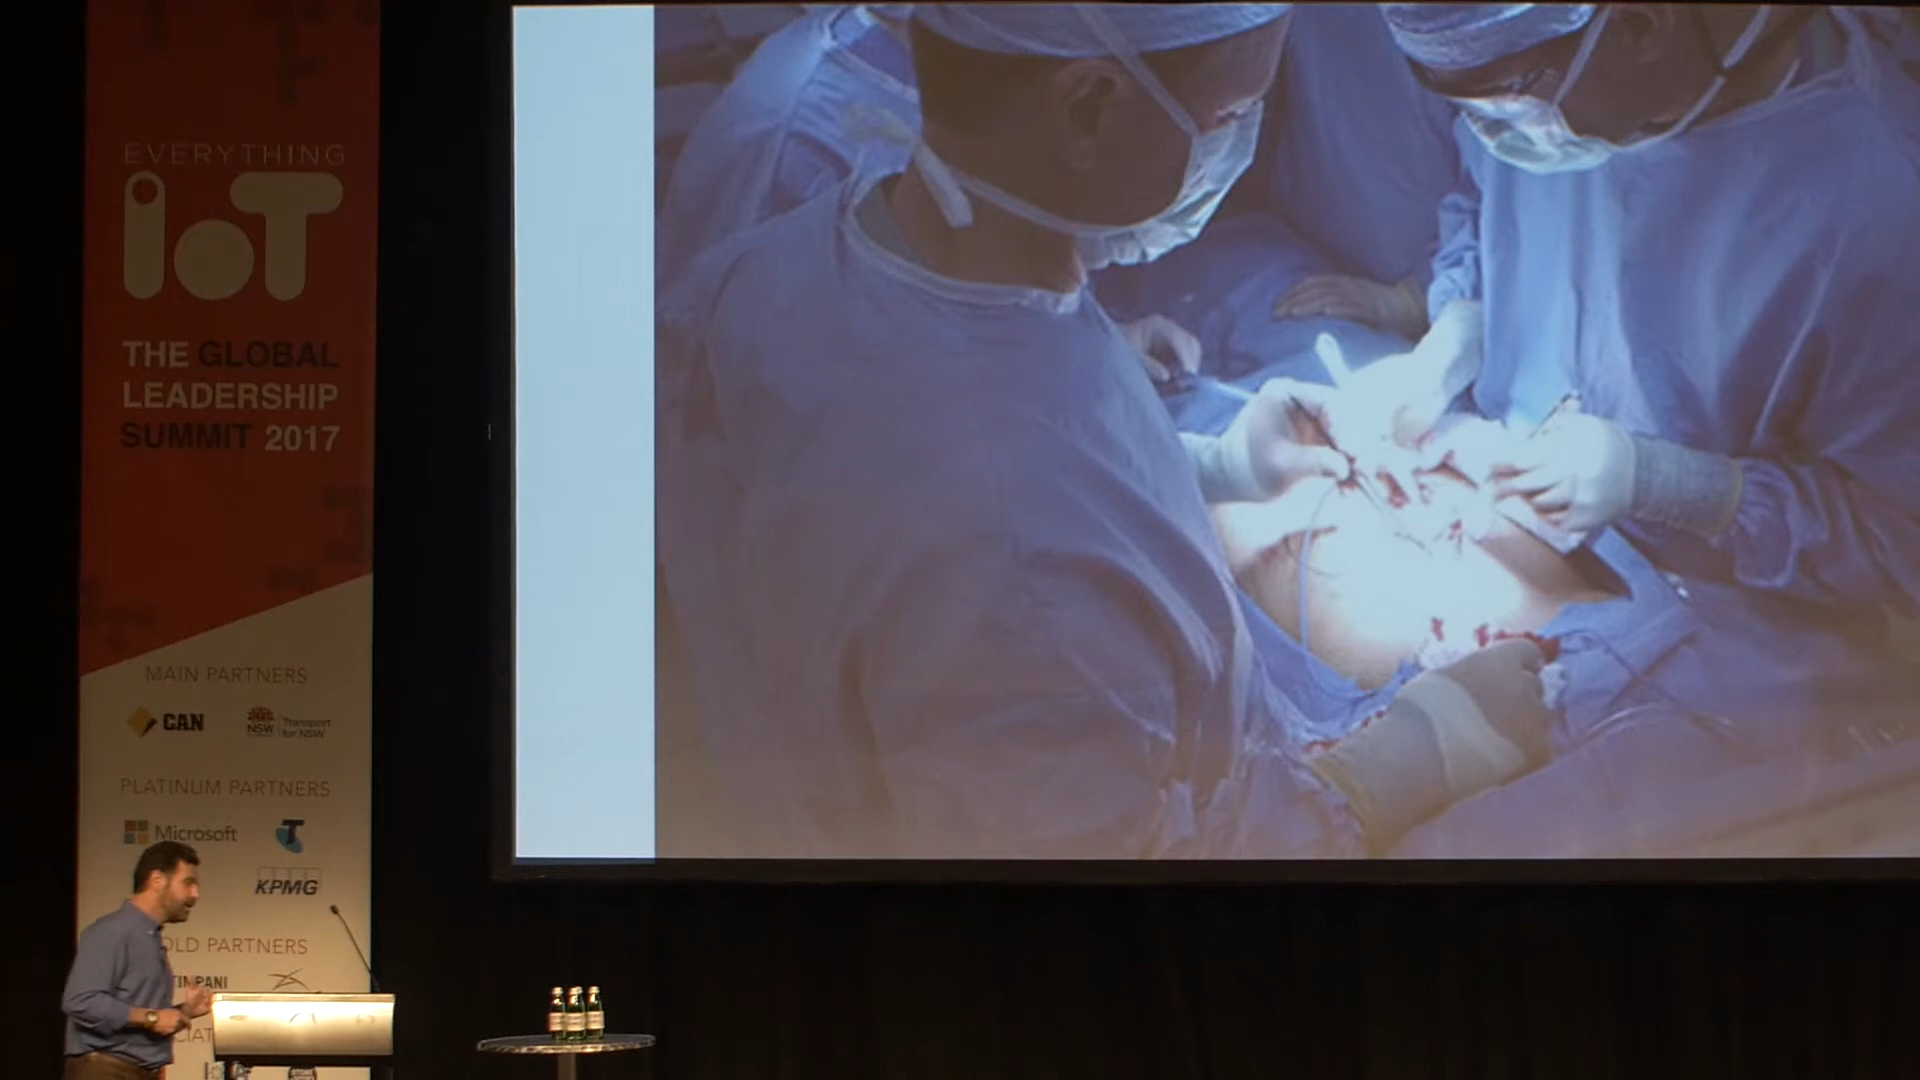 EVERYTHING
IoT
THE GLOBAL
LEADERSHIP
SUMMIT 2017
MAIN PARTNERS
CAN
NSW
Transport
for NSW
PLATINUM PARTNERS
Microsoft
T
KPMG
OLD PARTNERS